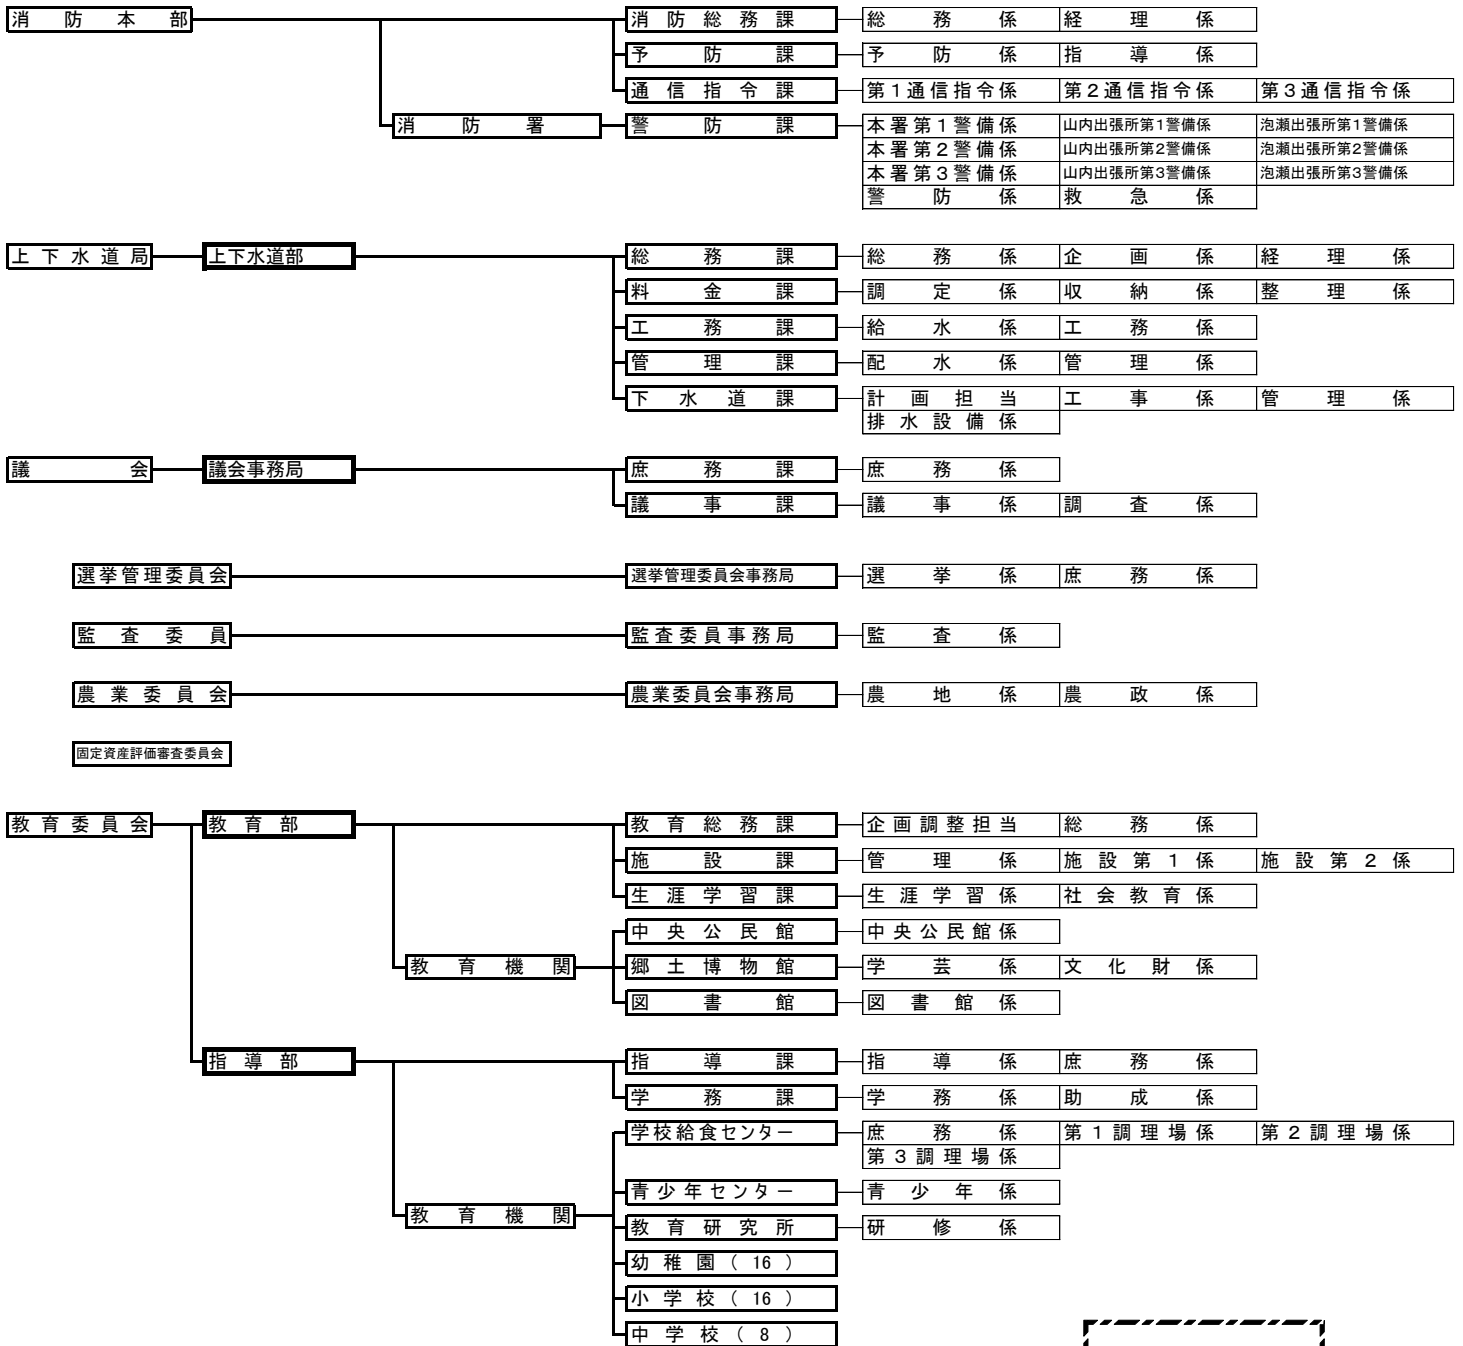 消防本部 消防総務課 総務係 経理係
予防課 予防係 指導係
通信指令課 第1通信指令係 第2通信指令係 第3通信指令係
消防署 警防課 本署第1警備係 山内出張所第1警備係 泡瀬出張所第1警備係
本署第2警備係 山内出張所第2警備係 泡瀬出張所第2警備係
本署第3警備係 山内出張所第3警備係 泡瀬出張所第3警備係
警防係 救急係
上下水道局 上下水道部 総務課 総務係 企画係 経理係
料金課 調定係 収納係 整理係
工務課 給水係 工務係
管理課 配水係 管理係
下水道課 計画担当 工事係 管理係
排水設備係
議会 議会事務局 庶務課 庶務係
議事課 議事係 調査係
選挙管理委員会 選挙管理委員会事務局 選挙係 庶務係
監査委員 監査委員事務局 監査係
農業委員会 農業委員会事務局 農地係 農政係
固定資産評価審査委員会
教育委員会 教育部 教育総務課 企画調整担当 総務係
施設課 管理係 施設第1係 施設第2係
生涯学習課 生涯学習係 社会教育係
中央公民館 中央公民館係
教育機関 郷土博物館 学芸係 文化財係
図書館 図書館係
指導部 指導課 指導係 庶務係
学務課 学務係 助成係
学校給食センター 庶務係 第1調理場係 第2調理場係
第3調理場係
青少年センター 青少年係
教育機関 教育研究所 研修係
幼稚園(16)
小学校(16)
中学校(8)